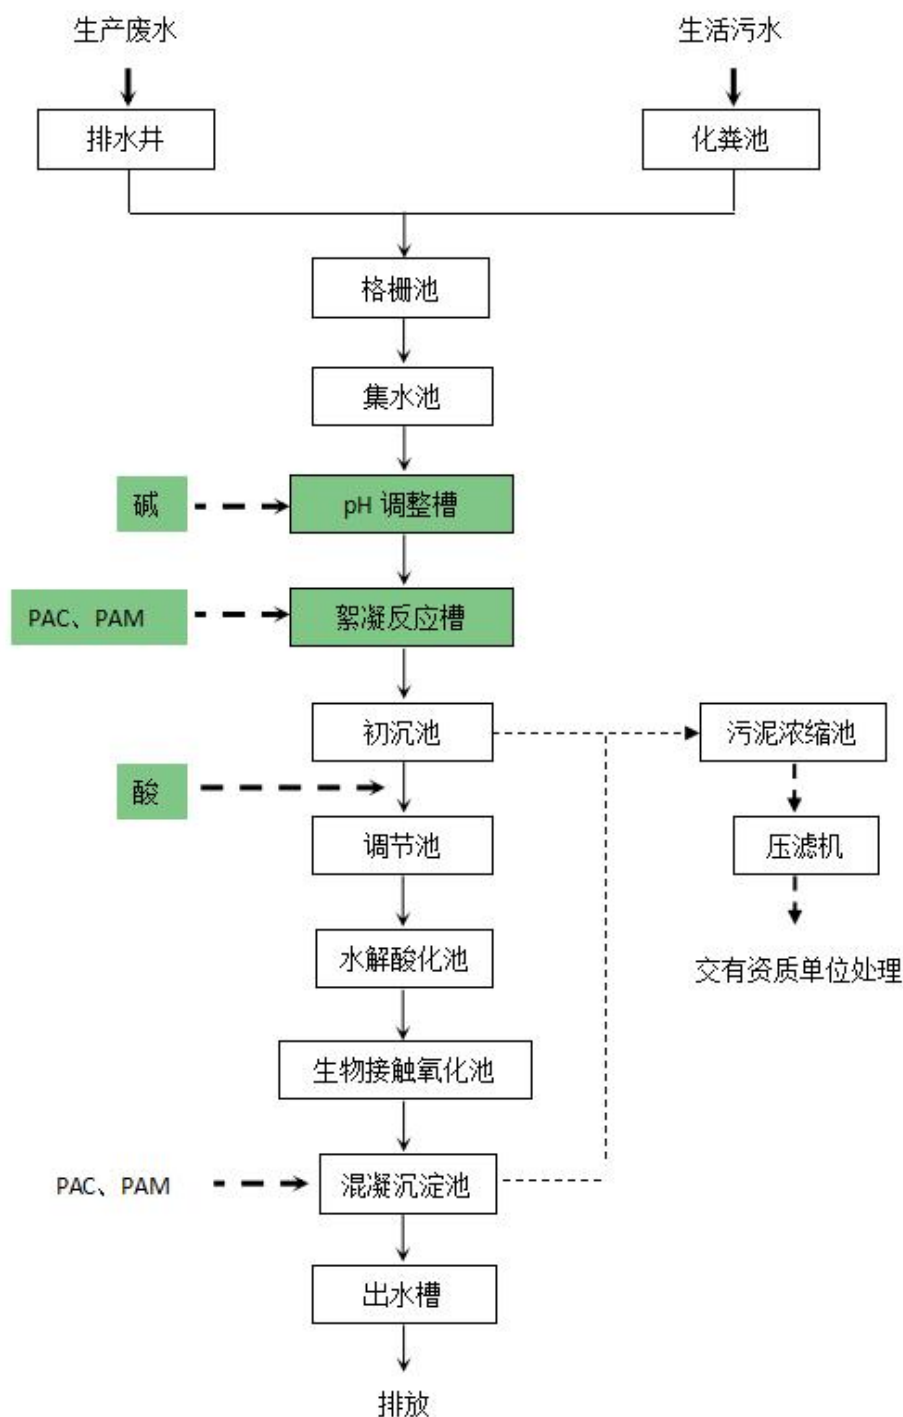 生产废水
生活污水
排水井
化粪池
格栅池
集水池
碱
pH 调整槽
PAC、PAM
絮凝反应槽
初沉池
污泥浓缩池
酸
调节池
压滤机
水解酸化池
交有资质单位处理
生物接触氧化池
PAC、PAM
混凝沉淀池
出水槽
排放